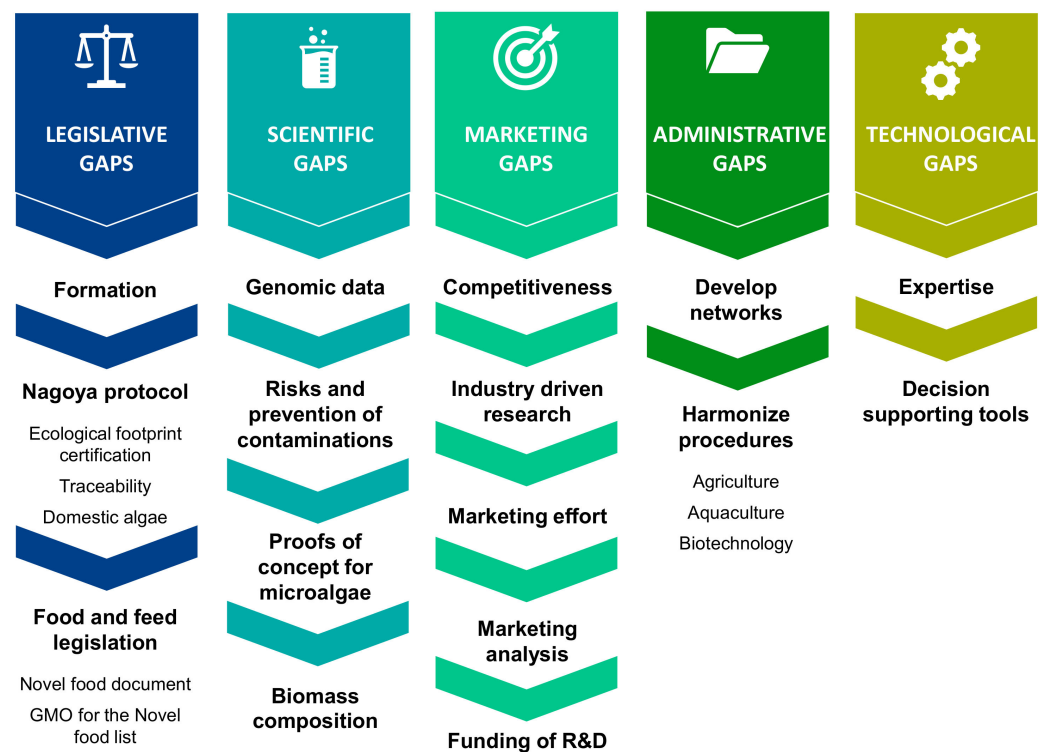 LEGISLATIVE
GAPS
Formation
Nagoya protocol
Ecological footprint
certification
Traceability
Domestic algae
Food and feed
legislation
Novel food document
GMO for the Novel
food list
SCIENTIFIC
GAPS
Genomic data
Risks and
prevention of
contaminations
Proofs of
concept for
microalgae
Biomass
composition
MARKETING
GAPS
Competitiveness
Industry driven
research
Marketing effort
Marketing
analysis
Funding of R&D
ADMINISTRATIVE
GAPS
Develop
networks
Harmonize
procedures
Agriculture
Aquaculture
Biotechnology
TECHNOLOGICAL
GAPS
Expertise
Decision
supporting tools